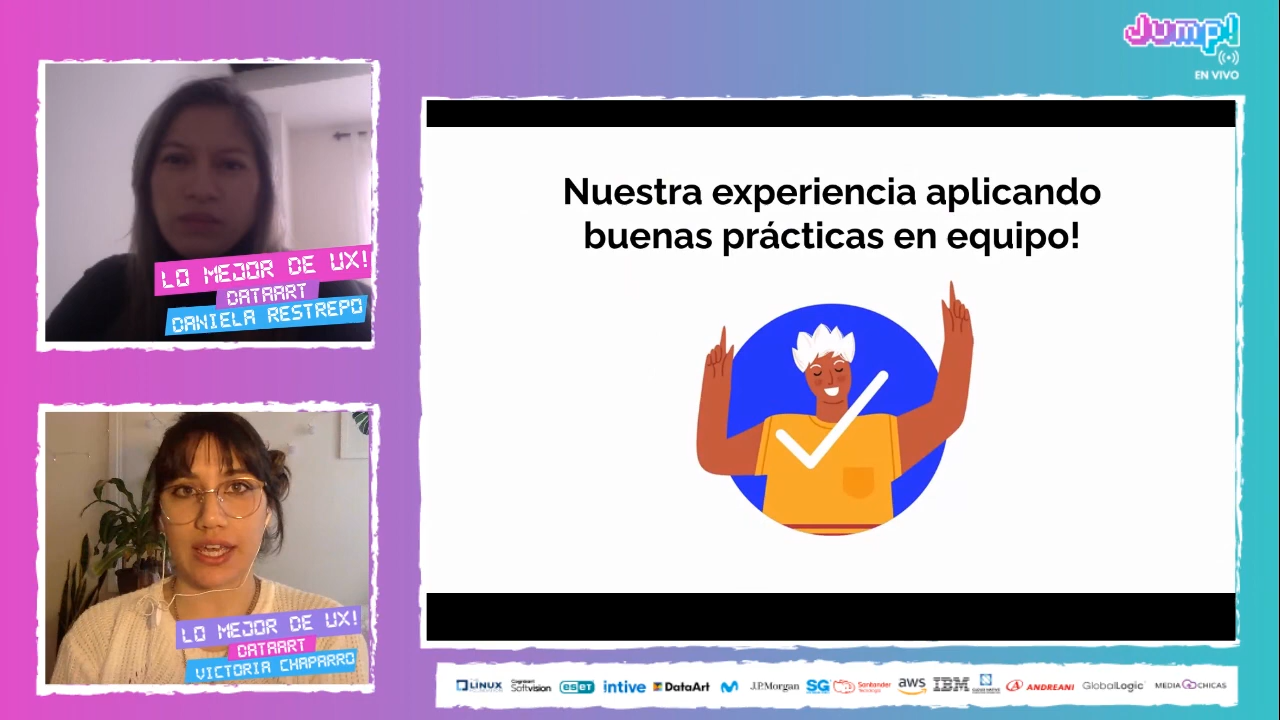 Jump!
EN VIVO
LO MEJOR DE UX!
DATAART
DANIELA RESTREPO
Nuestra experiencia aplicando
buenas prácticas en equipo!
LO MEJOR DE UX!
DATAART
VICTORIA CHAPARRO
LINUX Cognizant Softvision eset intive DataArt J.P.Morgan SG Santander Tecnología aws IBM ANDREANI GlobalLogic MEDIA CHICAS